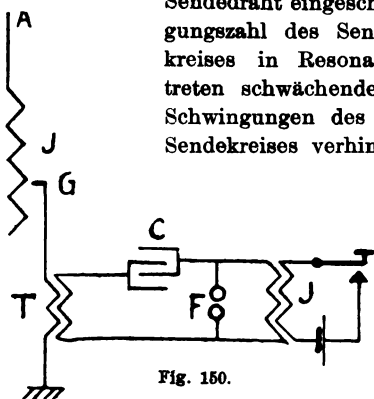 Sendedraht eingesch
gungszahl des Sen
kreises in Resona
treten schwächende
Schwingungen des
Sendekreises verhin
A
J
G
C
T
F
J
T
Fig. 150.